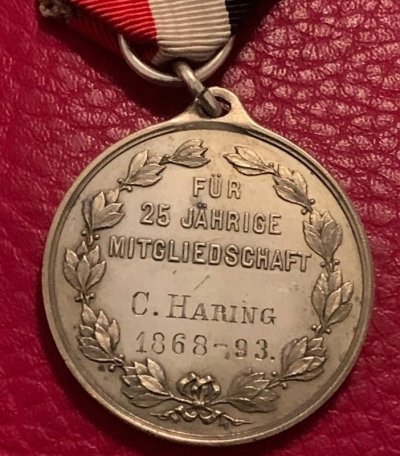 FÜR
25 JÄHRIGE
MITGLIEDSCHAFT
C. HARING
1868-93.